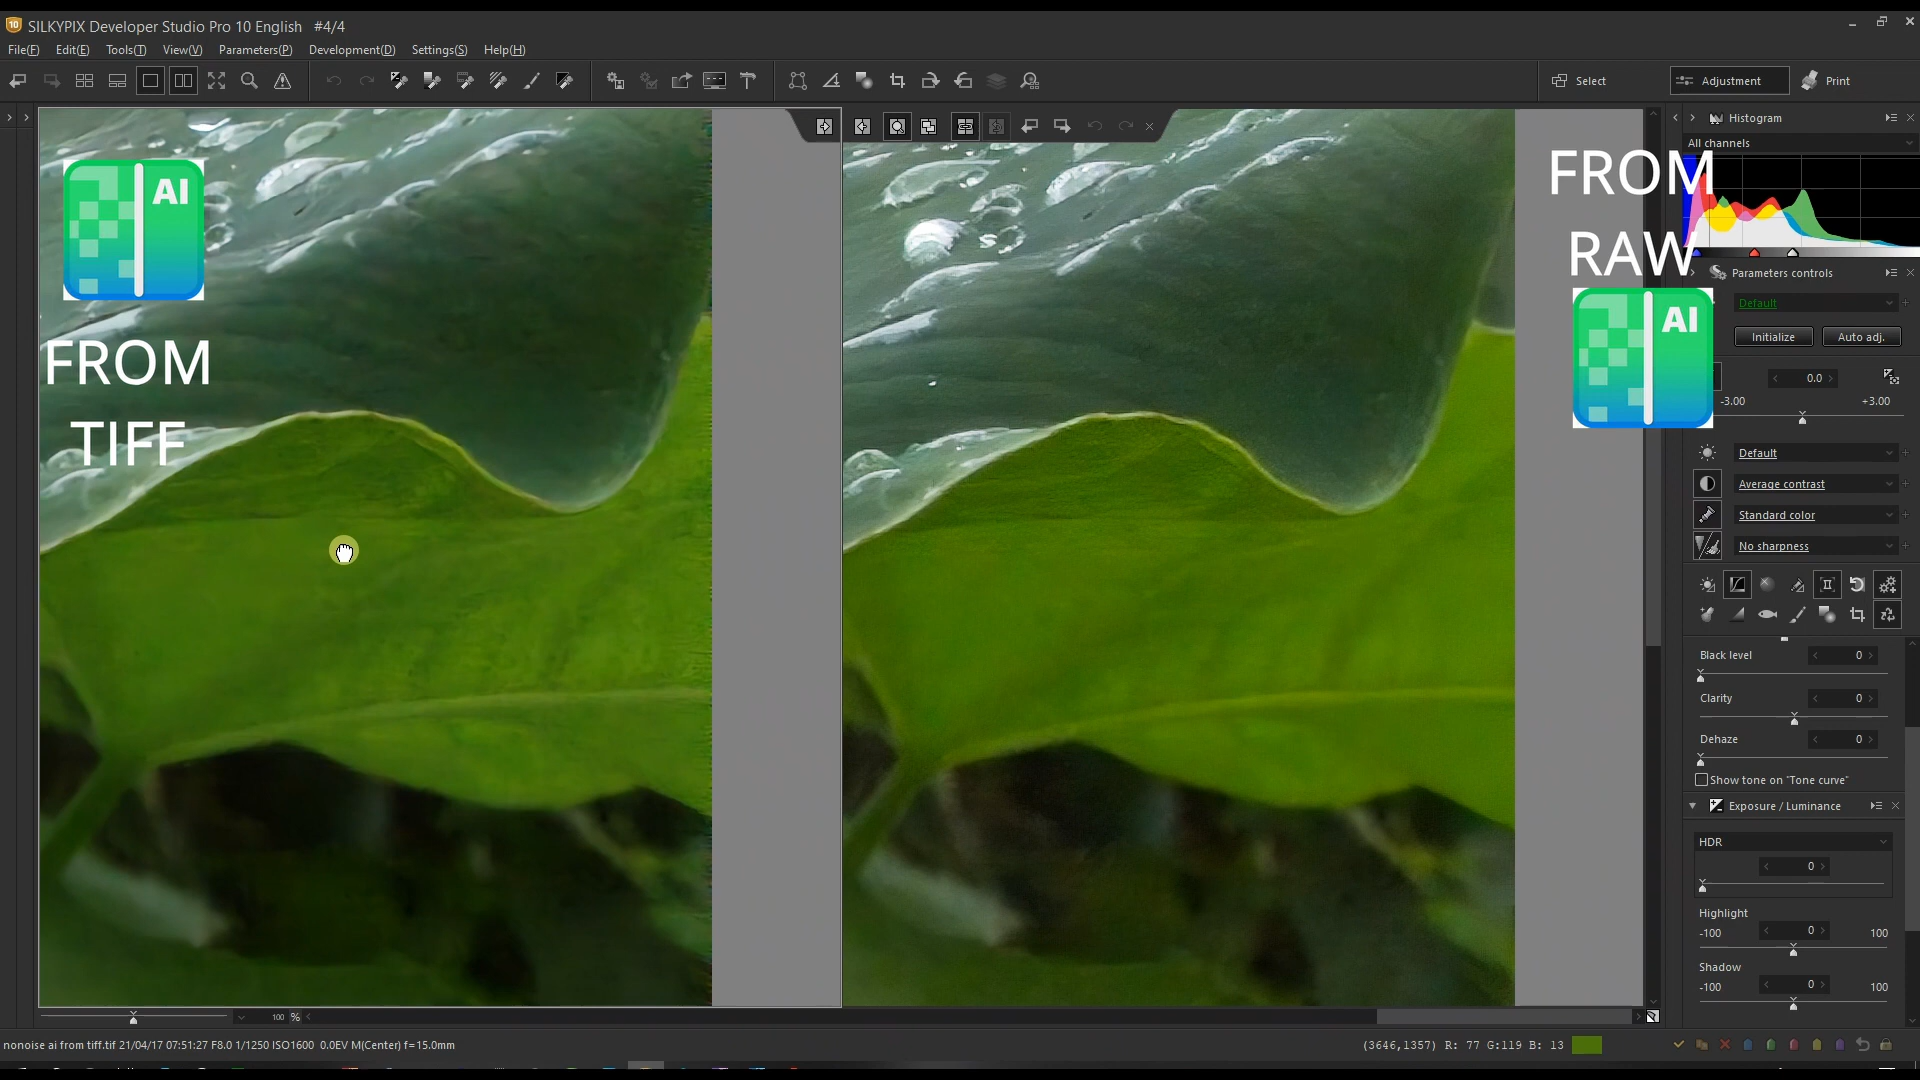 SILKYPIX Developer Studio Pro 10 English #4/4
File(F) Edit(E) Tools(T) View(V) Parameters(P) Development(D) Settings(S) Help(H)
Select Adjustment Print
Histogram
All channels
AI
FROM
TIFF
FROM
RAW
AI
Parameters controls
Default
Initialize Auto adj.
0.0
-3.00 +3.00
Default
Average contrast
Standard color
No sharpness
Black level 0
Clarity 0
Dehaze 0
Show tone on "Tone curve"
Exposure / Luminance
HDR
0
Highlight
-100 0 100
Shadow
-100 0 100
100 %
nonoise ai from tiff.tif 21/04/17 07:51:27 F8.0 1/1250 ISO1600 0.0EV M(Center) f=15.0mm
(3646,1357) R: 77 G:119 B: 13